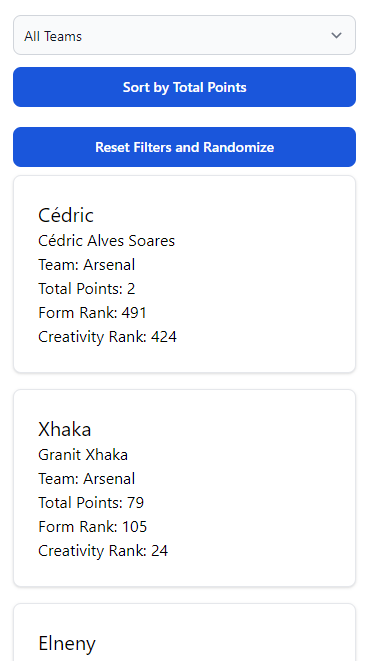 All Teams
Sort by Total Points
Reset Filters and Randomize
Cédric
Cédric Alves Soares
Team: Arsenal
Total Points: 2
Form Rank: 491
Creativity Rank: 424
Xhaka
Granit Xhaka
Team: Arsenal
Total Points: 79
Form Rank: 105
Creativity Rank: 24
Elneny